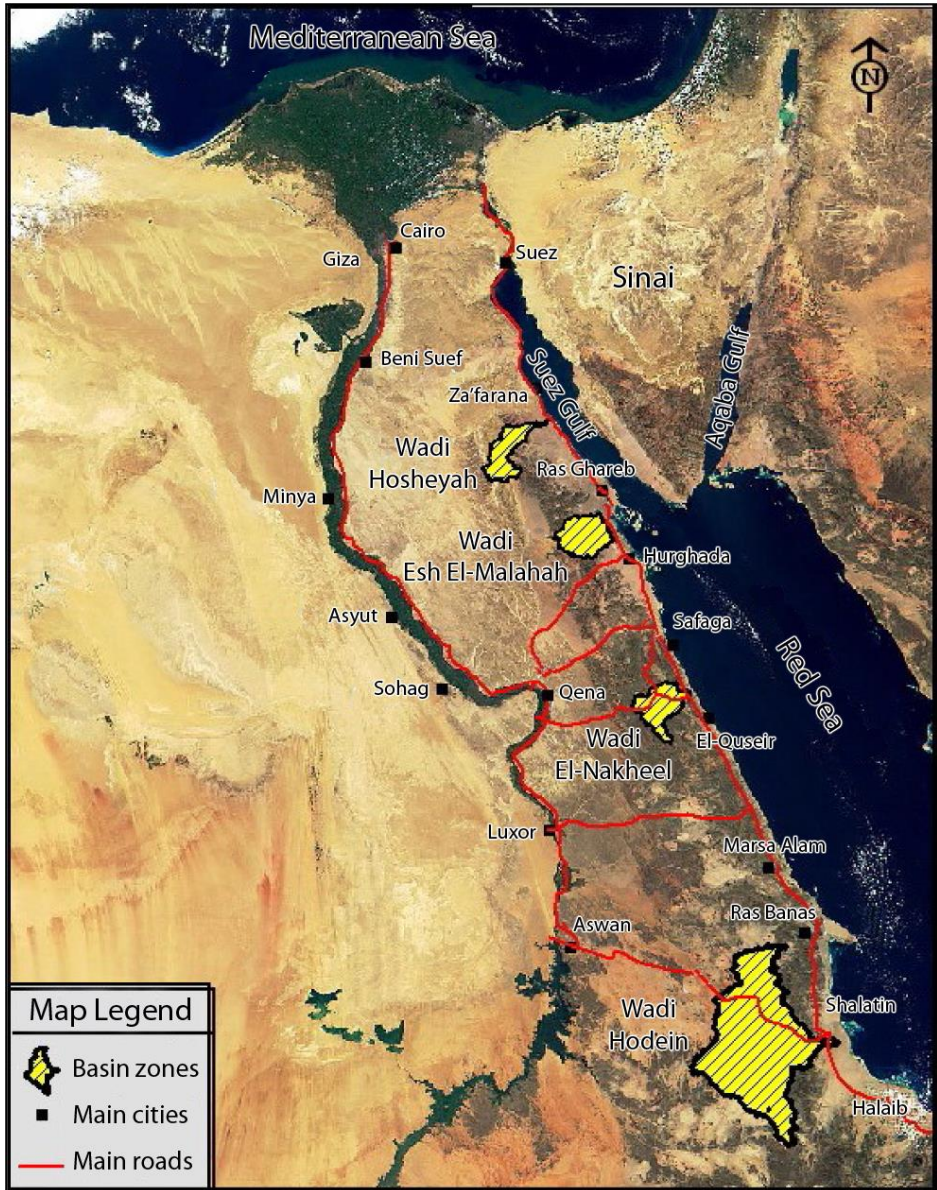 Mediterranean Sea
N
Cairo
Giza
Suez
Sinai
Beni Suef
Suez Gulf
Aqaba Gulf
Za'farana
Wadi
Hosheyah
Ras Ghareb
Minya
Wadi
Esh El-Malahah
Hurghada
Asyut
Safaga
Red Sea
Sohag
Qena
El-Quseir
Wadi
El-Nakheel
Luxor
Marsa Alam
Ras Banas
Aswan
Wadi
Hodein
Shalatin
Halaib
Map Legend
Basin zones
Main cities
Main roads